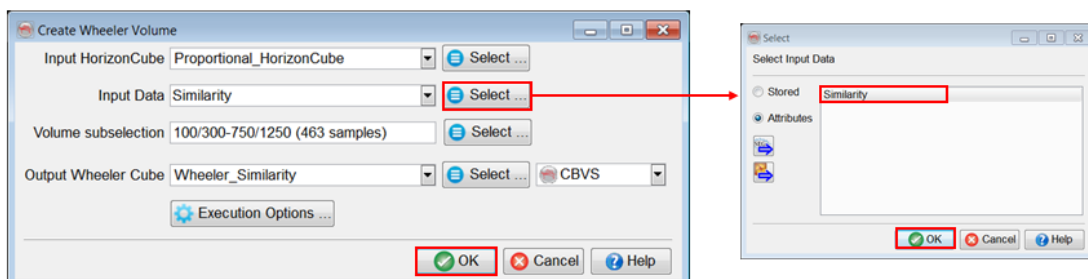 Create Wheeler Volume
Input HorizonCube Proportional_HorizonCube Select ...
Input Data Similarity Select ...
Volume subselection 100/300-750/1250 (463 samples) Select ...
Output Wheeler Cube Wheeler_Similarity Select ... CBVS
Execution Options ...
OK Cancel Help
Select
Select Input Data
Stored Similarity
Attributes
OK Cancel Help